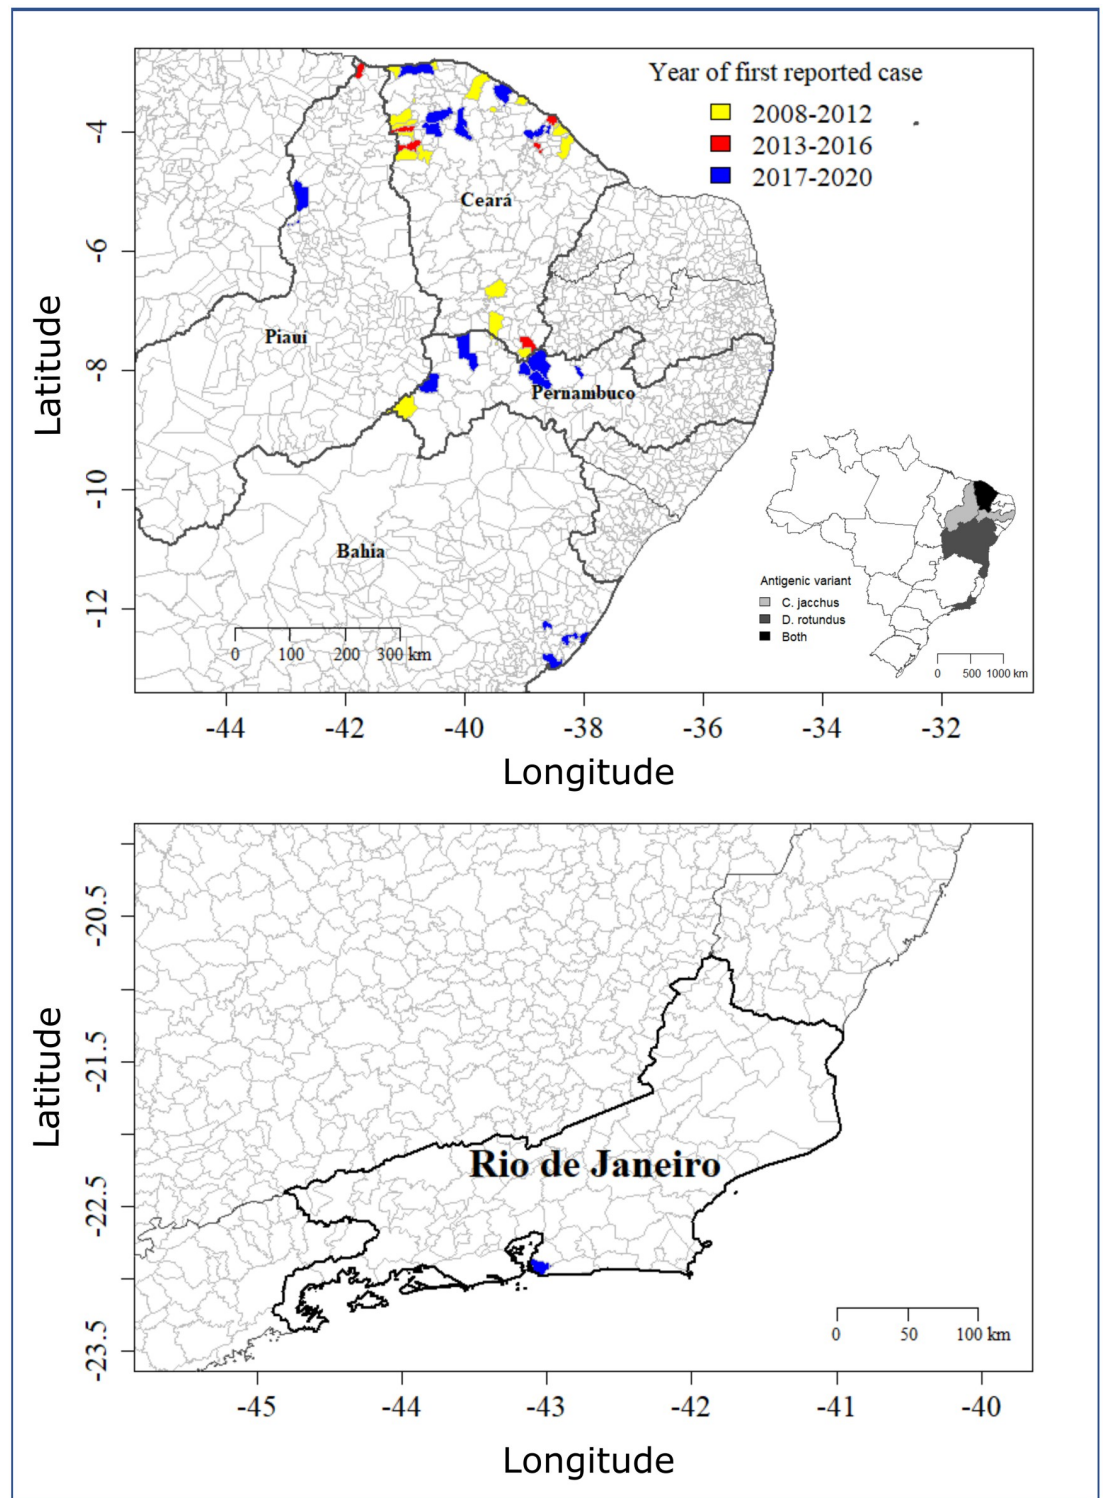 Year of first reported case
2008-2012
2013-2016
2017-2020
-4
-6
-8
-10
-12
Latitude
Ceará
Piauí
Pernambuco
Bahia
Antigenic variant
C. jacchus
D. rotundus
Both
0 100 200 300 km
0 500 1000 km
-44 -42 -40 -38 -36 -34 -32
Longitude
-20.5
-21.5
-22.5
-23.5
Latitude
Rio de Janeiro
0 50 100 km
-45 -44 -43 -42 -41 -40
Longitude